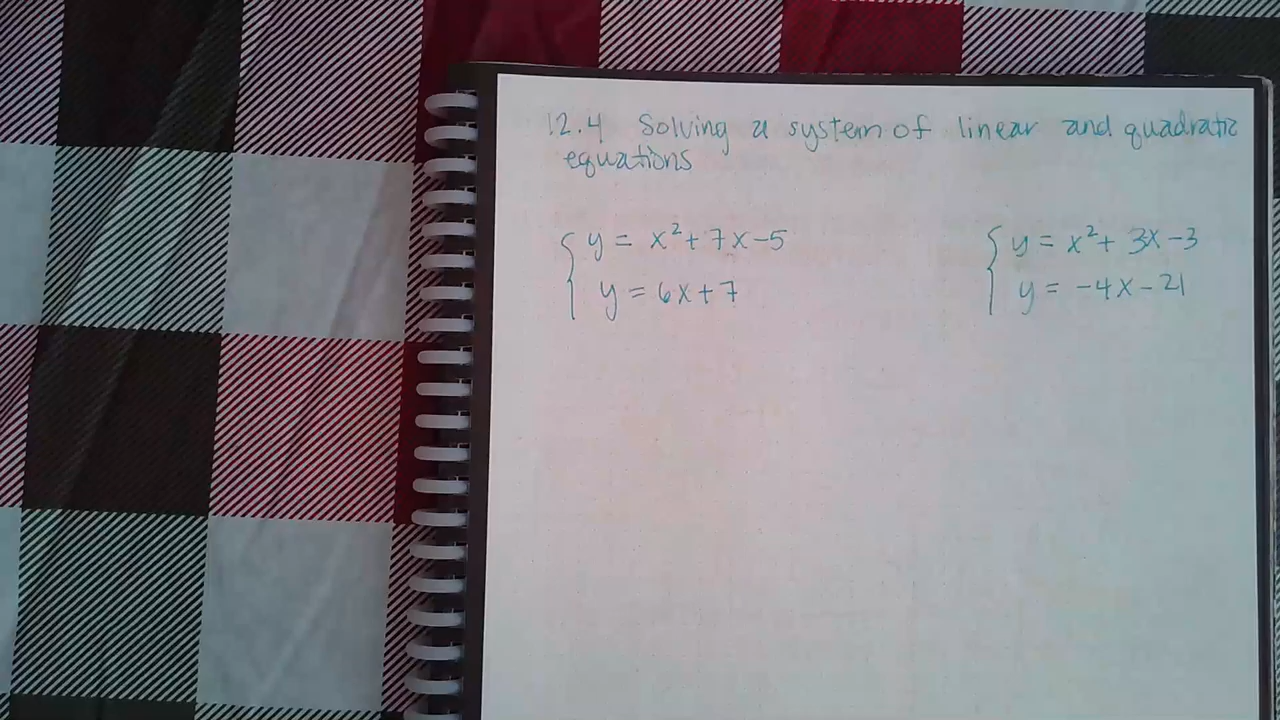 12.4 Solving a system of linear and quadratic
equations
y = x² + 7x - 5
y = 6x + 7
y = x² + 3x - 3
y = -4x - 21